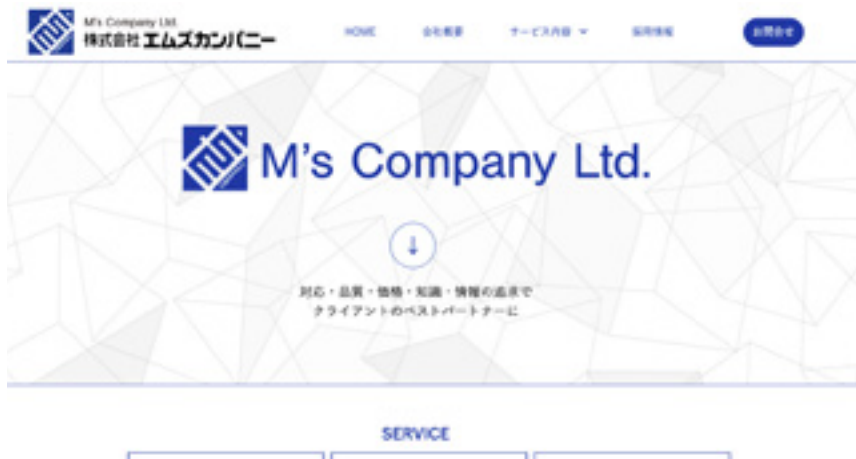 M's Company Ltd.
株式会社 エムズカンパニー
HOME
会社概要
サービス内容
採用情報
お問合せ
M's Company Ltd.
↓
対応・品質・価格・知識・情報の追求で
クライアントのベストパートナーに
SERVICE